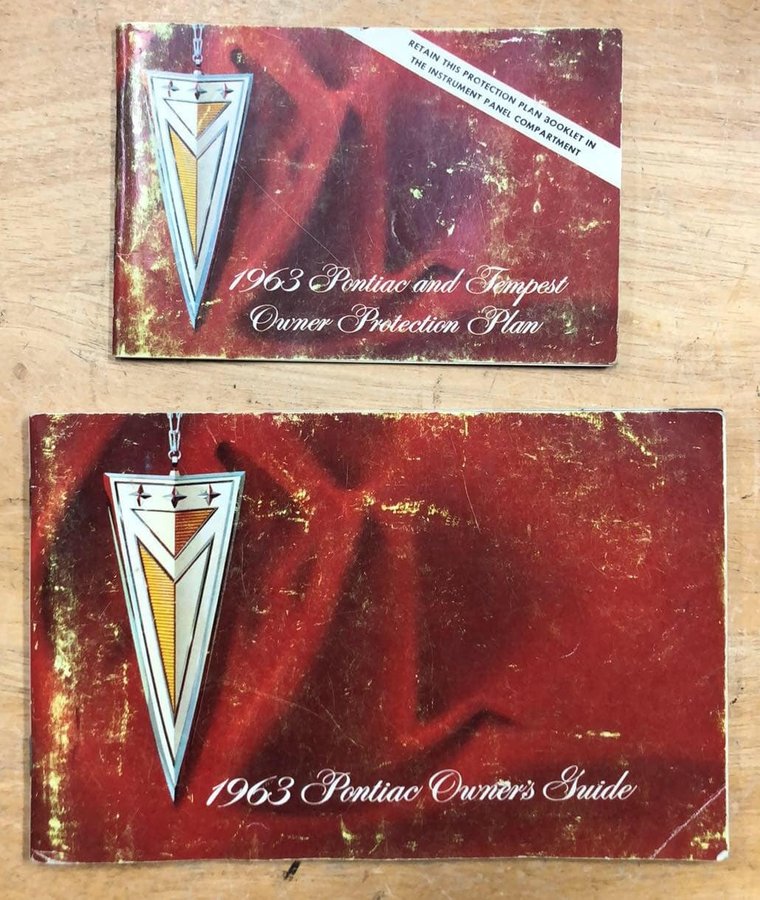 RETAIN THIS PROTECTION PLAN BOOKLET IN
THE INSTRUMENT PANEL COMPARTMENT
1963 Pontiac and Tempest
Owner Protection Plan
1963 Pontiac Owner's Guide